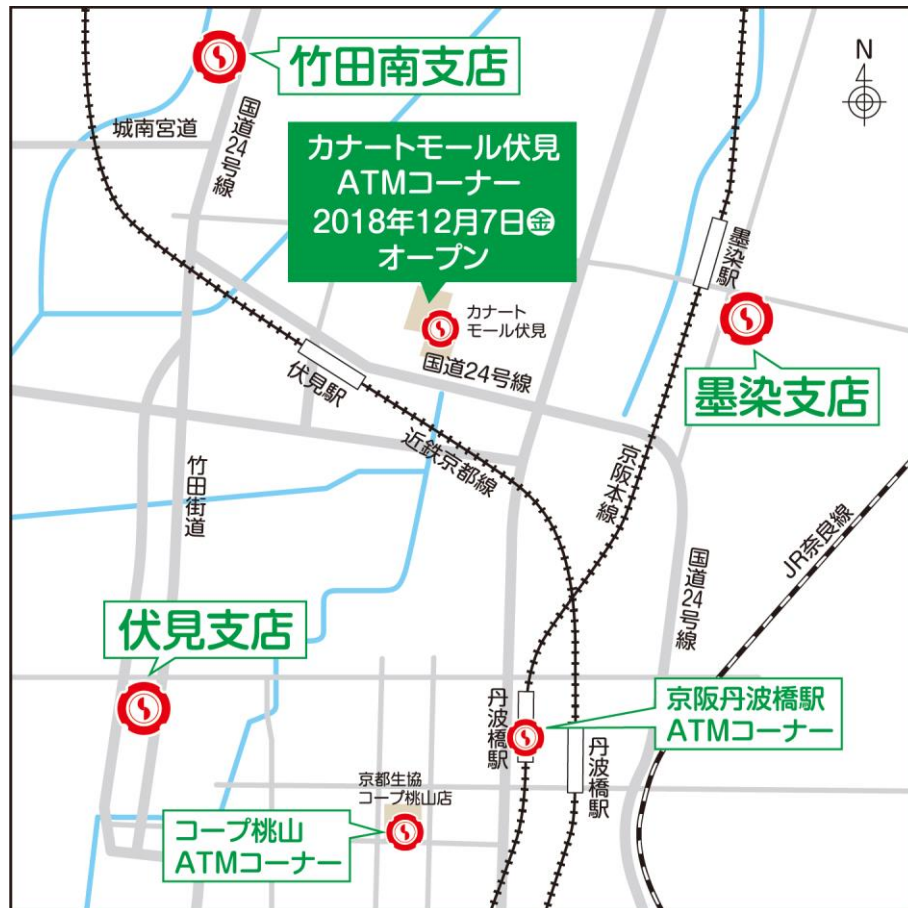 竹田南支店
N
城南宮道
国道24号線
カナートモール伏見
ATMコーナー
2018年12月7日㊎
オープン
墨染駅
カナート
モール伏見
国道24号線
墨染支店
伏見駅
近鉄京都線
京阪本線
竹田街道
JR奈良線
国道24号線
伏見支店
丹波橋駅
京阪丹波橋駅
ATMコーナー
丹波橋駅
京都生協
コープ桃山店
コープ桃山
ATMコーナー